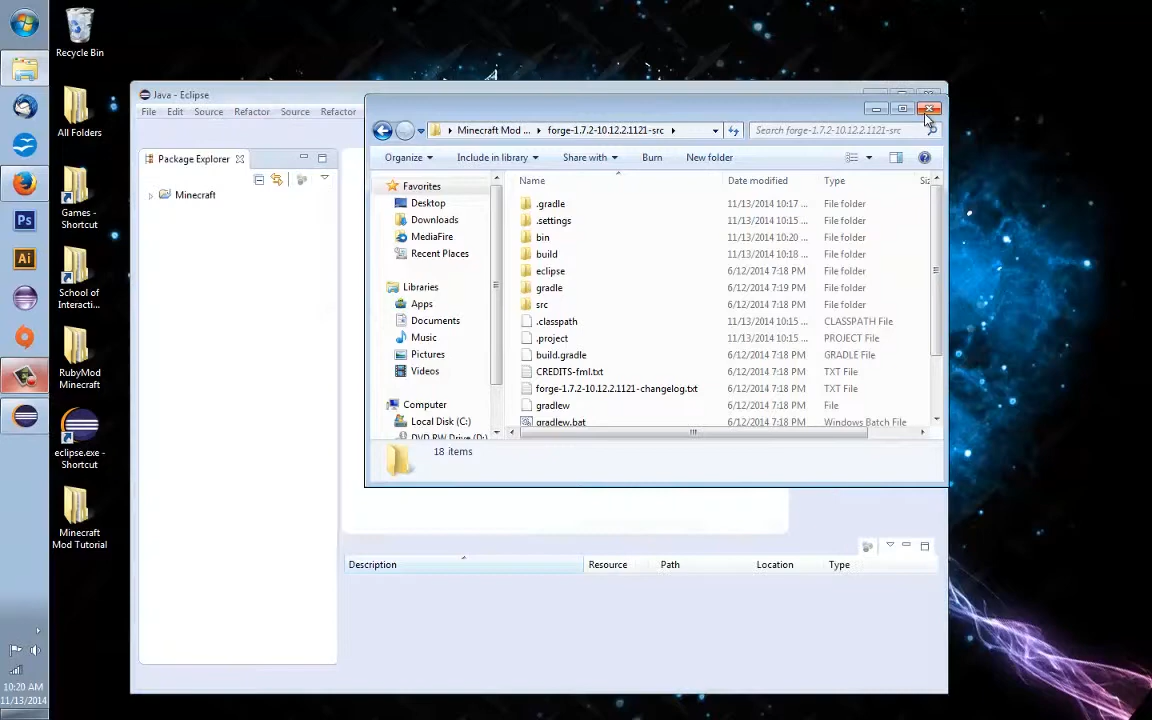 Recycle Bin
All Folders
Games -
Shortcut
School of
Interacti...
RubyMod
Minecraft
eclipse.exe -
Shortcut
Minecraft
Mod Tutorial
Ps
Ai
10:20 AM
11/13/2014
Java - Eclipse
File Edit Source Refactor Source Refactor
Package Explorer
Minecraft
Minecraft Mod ... forge-1.7.2-10.12.2.1121-src
Search forge-1.7.2-10.12.2.1121-src
Organize Include in library Share with Burn New folder
Favorites
Desktop
Downloads
MediaFire
Recent Places
Libraries
Apps
Documents
Music
Pictures
Videos
Computer
Local Disk (C:)
DVD RW Drive (D:)
Name Date modified Type Siz
.gradle 11/13/2014 10:17 ... File folder
.settings 11/13/2014 10:15 ... File folder
bin 11/13/2014 10:20 ... File folder
build 11/13/2014 10:18 ... File folder
eclipse 6/12/2014 7:18 PM File folder
gradle 6/12/2014 7:19 PM File folder
src 6/12/2014 7:18 PM File folder
.classpath 11/13/2014 10:15 ... CLASSPATH File
.project 11/13/2014 10:15 ... PROJECT File
build.gradle 6/12/2014 7:18 PM GRADLE File
CREDITS-fml.txt 6/12/2014 7:18 PM TXT File
forge-1.7.2-10.12.2.1121-changelog.txt 6/12/2014 7:18 PM TXT File
gradlew 6/12/2014 7:18 PM File
gradlew.bat 6/12/2014 7:18 PM Windows Batch File
18 items
Description Resource Path Location Type